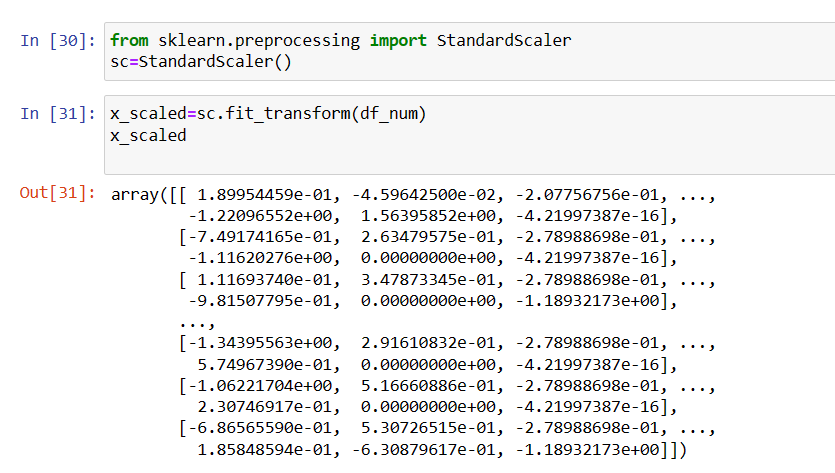 In [30]: from sklearn.preprocessing import StandardScaler
sc=StandardScaler()
In [31]: x_scaled=sc.fit_transform(df_num)
x_scaled
Out[31]: array([[ 1.89954459e-01, -4.59642500e-02, -2.07756756e-01, ...,
-1.22096552e+00, 1.56395852e+00, -4.21997387e-16],
[-7.49174165e-01, 2.63479575e-01, -2.78988698e-01, ...,
-1.11620276e+00, 0.00000000e+00, -4.21997387e-16],
[ 1.11693740e-01, 3.47873345e-01, -2.78988698e-01, ...,
-9.81507795e-01, 0.00000000e+00, -1.18932173e+00],
...,
[-1.34395563e+00, 2.91610832e-01, -2.78988698e-01, ...,
5.74967390e-01, 0.00000000e+00, -4.21997387e-16],
[-1.06221704e+00, 5.16660886e-01, -2.78988698e-01, ...,
2.30746917e-01, 0.00000000e+00, -4.21997387e-16],
[-6.86565590e-01, 5.30726515e-01, -2.78988698e-01, ...,
1.85848594e-01, -6.30879617e-01, -1.18932173e+00]])